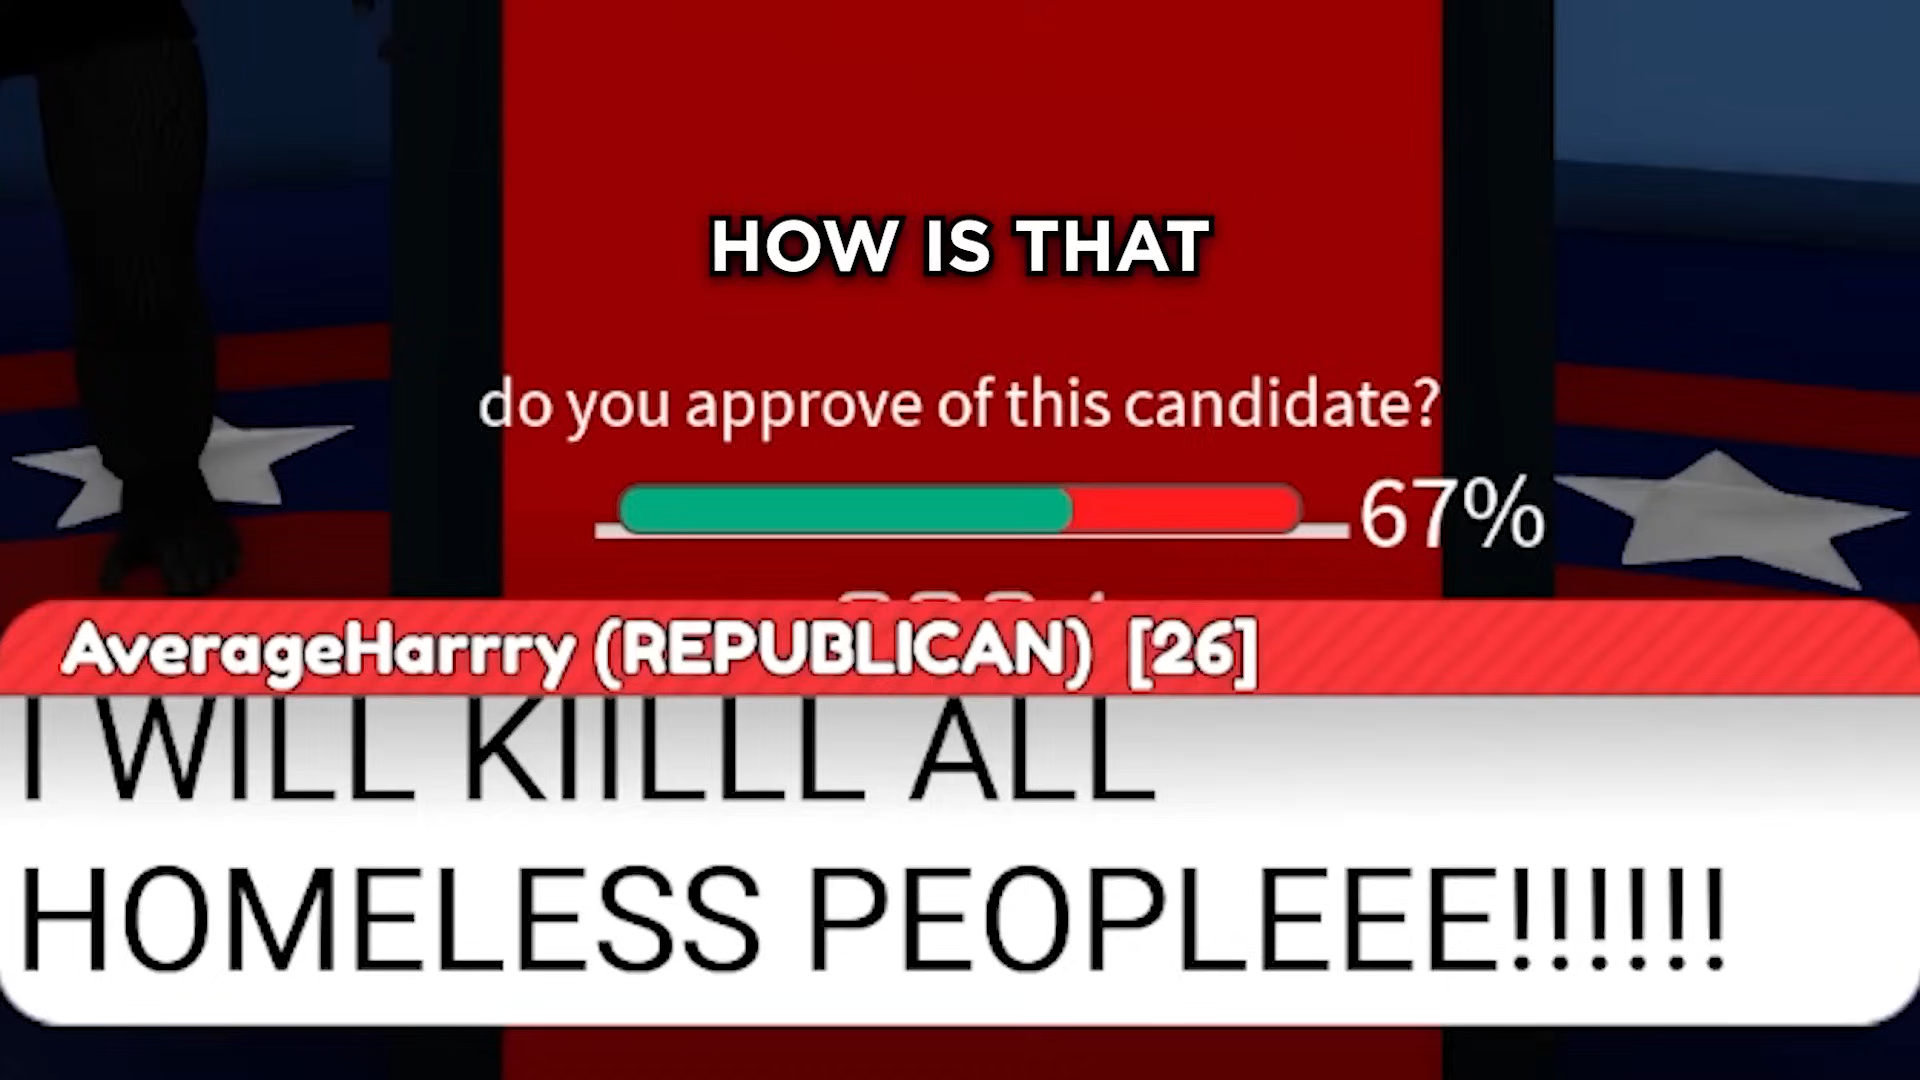 HOW IS THAT
do you approve of this candidate?
67%
AverageHarrry (REPUBLICAN) [26]
I WILL KIILLL ALL
HOMELESS PEOPLEEE!!!!!!